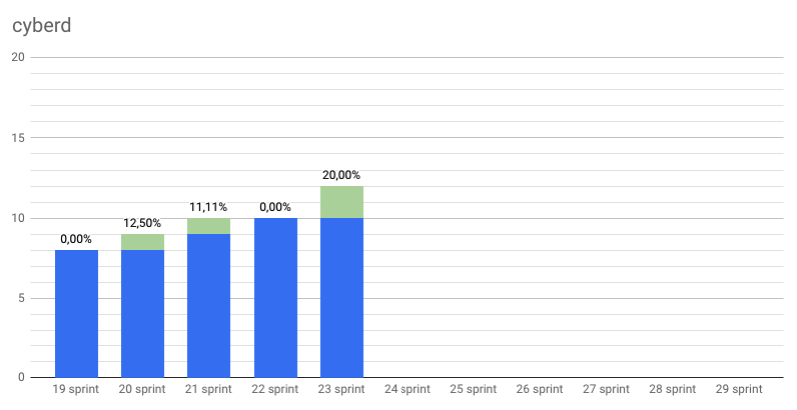 cyberd
20
15
10
5
0
0,00%
12,50%
11,11%
0,00%
20,00%
19 sprint
20 sprint
21 sprint
22 sprint
23 sprint
24 sprint
25 sprint
26 sprint
27 sprint
28 sprint
29 sprint